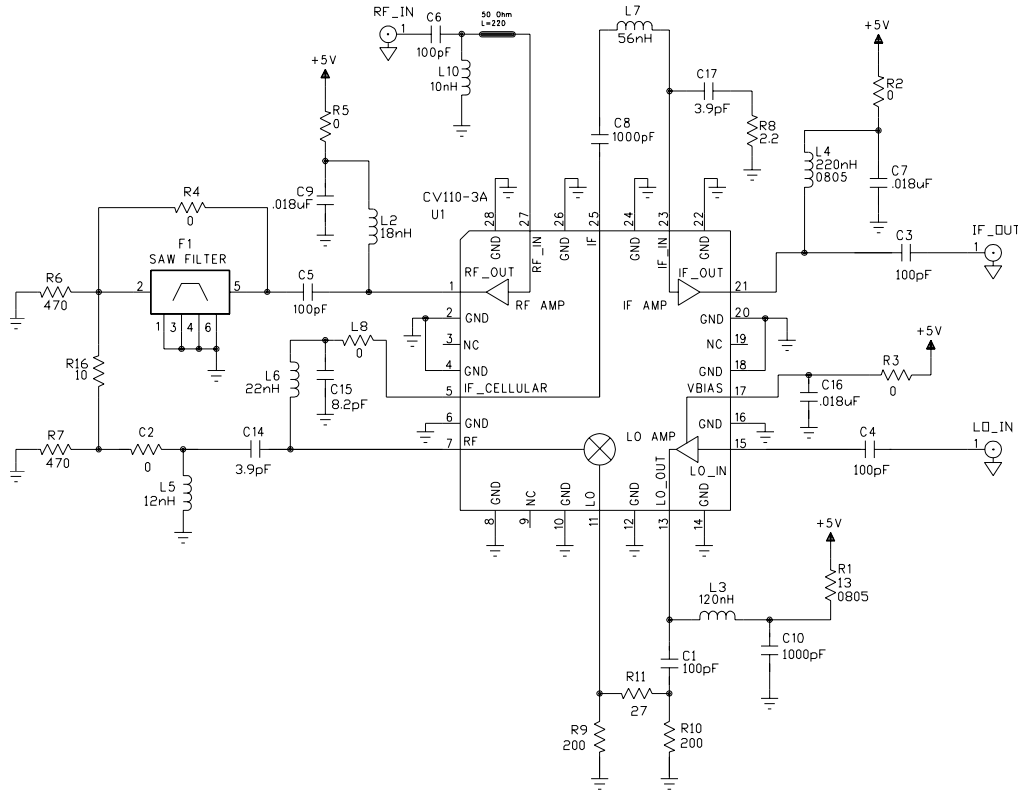 RF_IN
1
C6
100pF
50 Ohm
L=220
L10
10nH
L7
56nH
C17
3.9pF
R8
2.2
C8
1000pF
+5V
R2
0
L4
220nH
0805
C7
.018uF
C3
100pF
IF_OUT
1
+5V
R5
0
C9
.018uF
L2
18nH
R4
0
F1
SAW FILTER
2
5
1
3
4
6
C5
100pF
R6
470
R16
10
R7
470
C2
0
L5
12nH
C14
3.9pF
L6
22nH
C15
8.2pF
L8
0
CV110-3A
U1
28
GND
27
RF_IN
26
GND
25
IF
24
GND
23
IF_IN
22
GND
1
RF_OUT
RF AMP
IF_OUT
IF AMP
21
2
GND
GND
20
3
NC
NC
19
4
GND
GND
18
5
IF_CELLULAR
VBIAS
17
6
GND
GND
16
7
RF
LO AMP
LO_IN
15
8
GND
9
NC
10
GND
11
LO
12
GND
13
LO_OUT
14
GND
+5V
R3
0
C16
.018uF
C4
100pF
LO_IN
1
+5V
R1
13
0805
L3
120nH
C10
1000pF
C1
100pF
R11
27
R9
200
R10
200